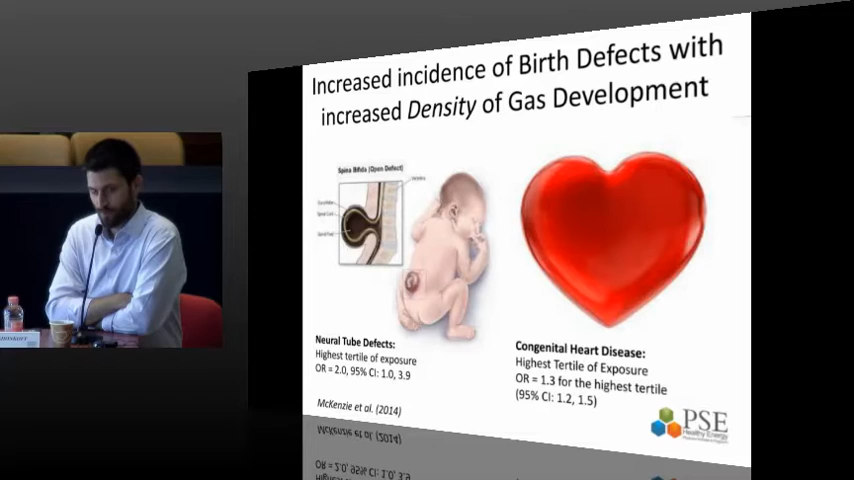 Increased incidence of Birth Defects with
increased Density of Gas Development
Spina Bifida (Open Defect)
Neural Tube Defects:
Highest tertile of exposure
OR = 2.0, 95% CI: 1.0, 3.9
McKenzie et al. (2014)
Congenital Heart Disease:
Highest Tertile of Exposure
OR = 1.3 for the highest tertile
(95% CI: 1.2, 1.5)
PSE
Healthy Energy